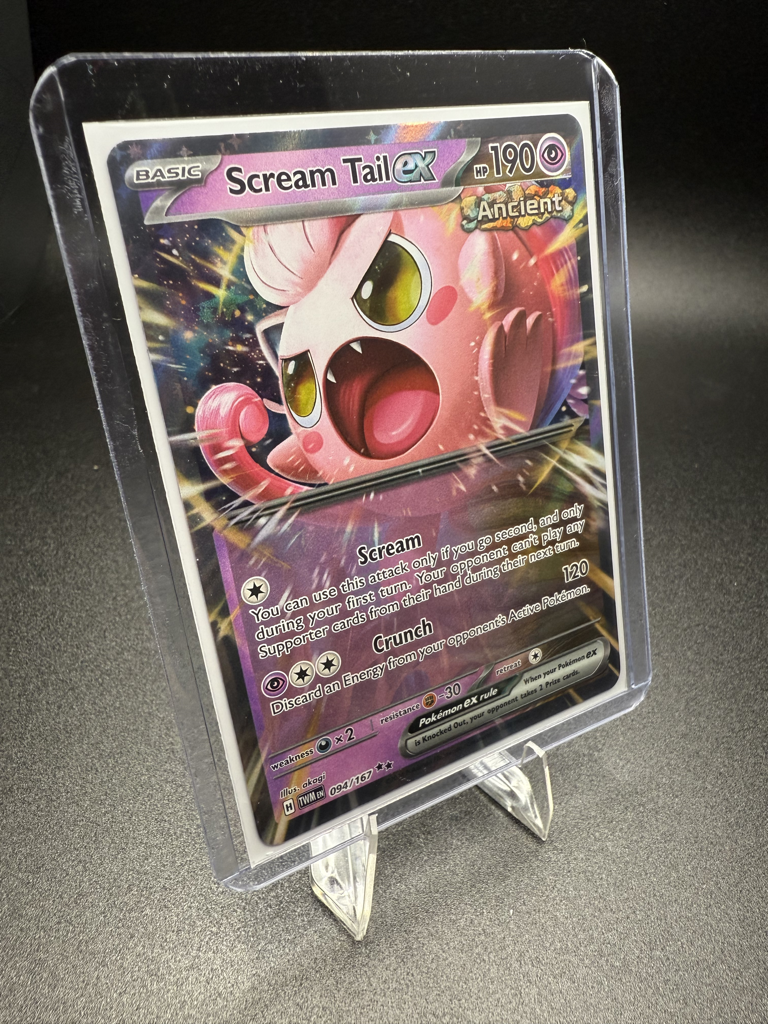 BASIC Scream Tail ex HP 190
Ancient
Scream
You can use this attack only if you go second, and only
during your first turn. Your opponent can't play any
Supporter cards from their hand during their next turn.
Crunch 120
Discard an Energy from your opponent's Active Pokémon.
weakness ×2 resistance -30 retreat
Pokémon ex rule When your Pokémon ex
is Knocked Out, your opponent takes 2 Prize cards.
Illus. okogi
H TWM EN 094/167